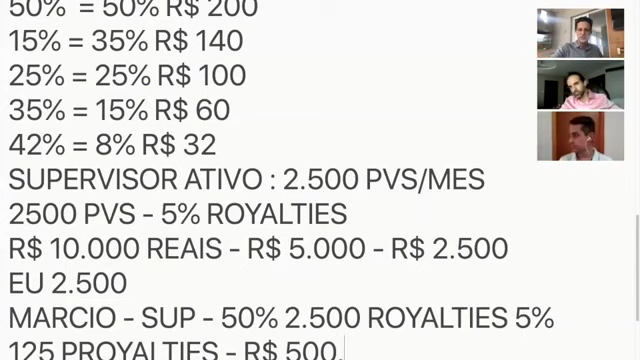 50% = 50% R$ 200
15% = 35% R$ 140
25% = 25% R$ 100
35% = 15% R$ 60
42% = 8% R$ 32
SUPERVISOR ATIVO : 2.500 PVS/MES
2500 PVS - 5% ROYALTIES
R$ 10.000 REAIS - R$ 5.000 - R$ 2.500
EU 2.500
MARCIO - SUP - 50% 2.500 ROYALTIES 5%
125 PROYALTIES - R$ 500.